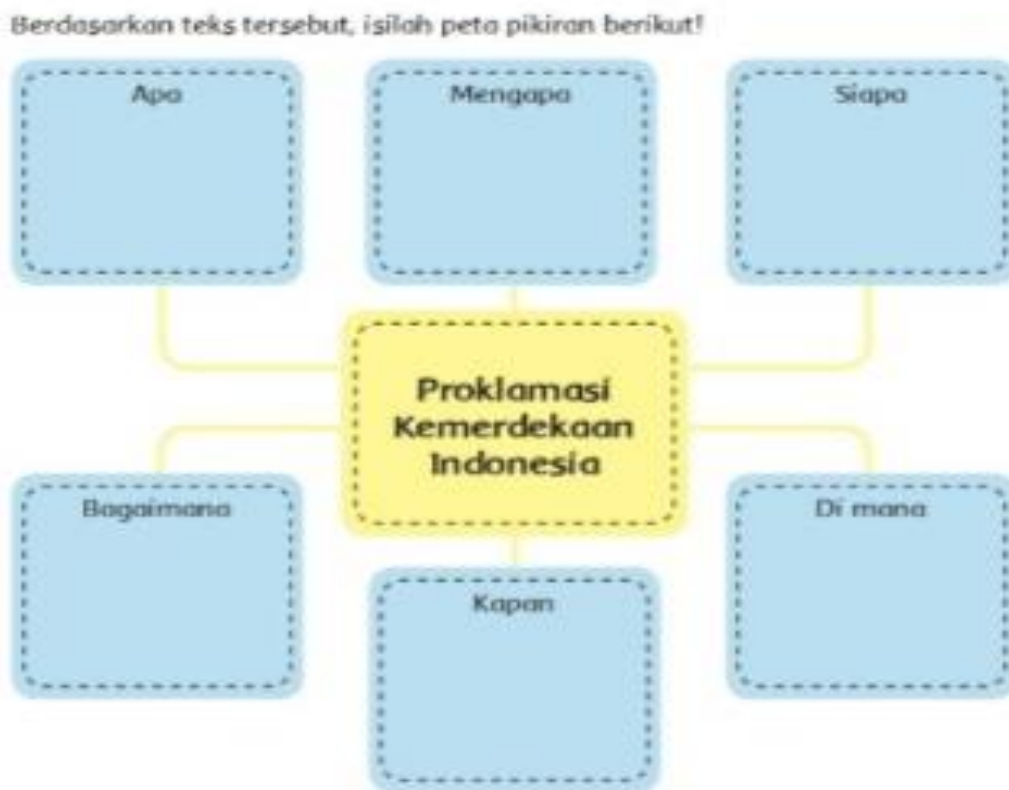 Berdasarkan teks tersebut, isilah peta pikiran berikut!
Apa
Mengapa
Siapa
Proklamasi
Kemerdekaan
Indonesia
Bagaimana
Di mana
Kapan